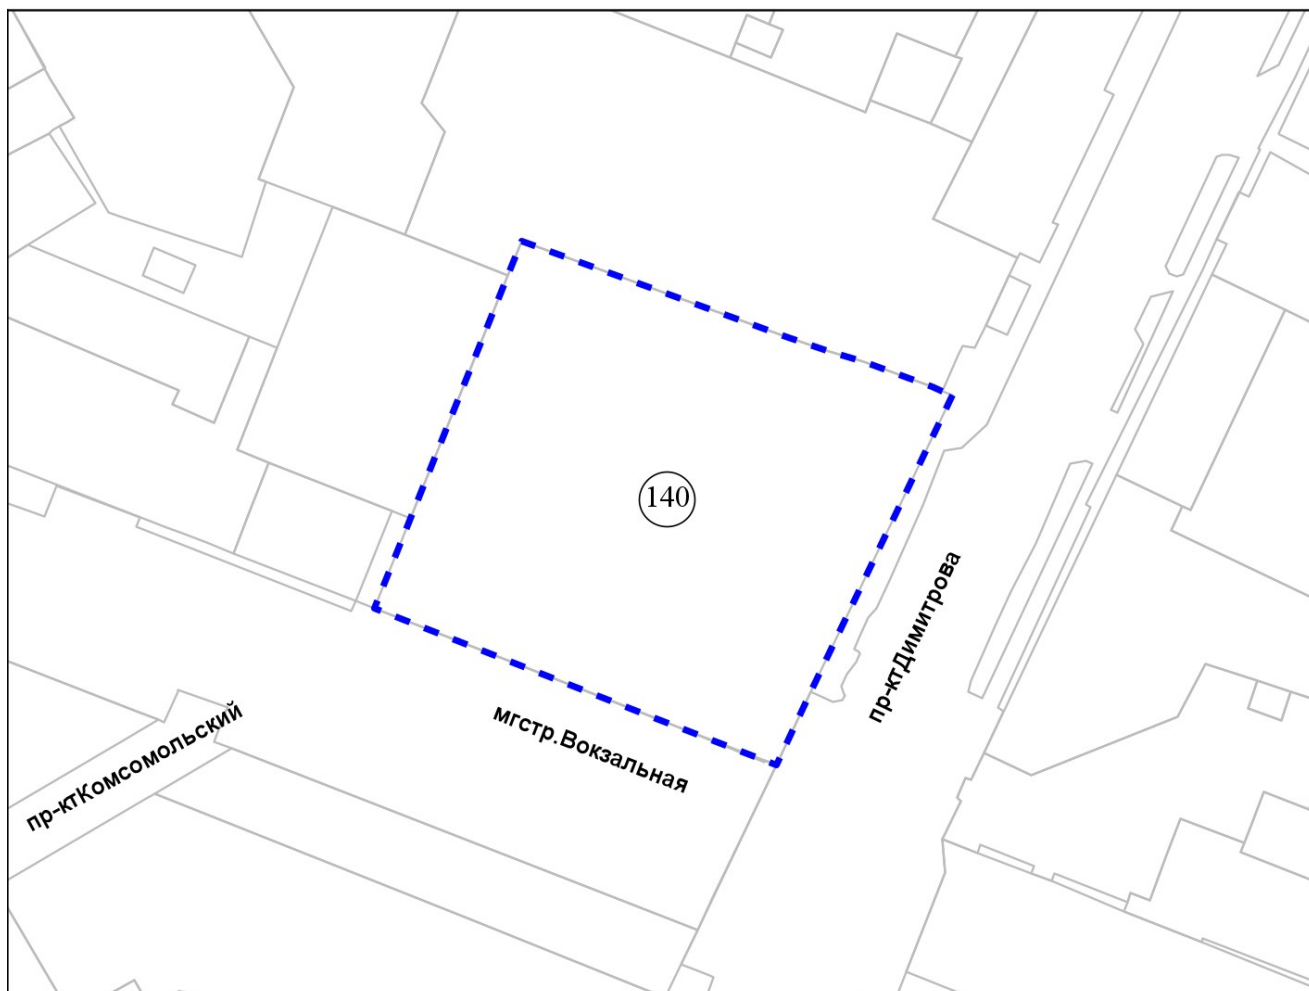 140
пр-ктДимитрова
мгстр.Вокзальная
пр-ктКомсомольский